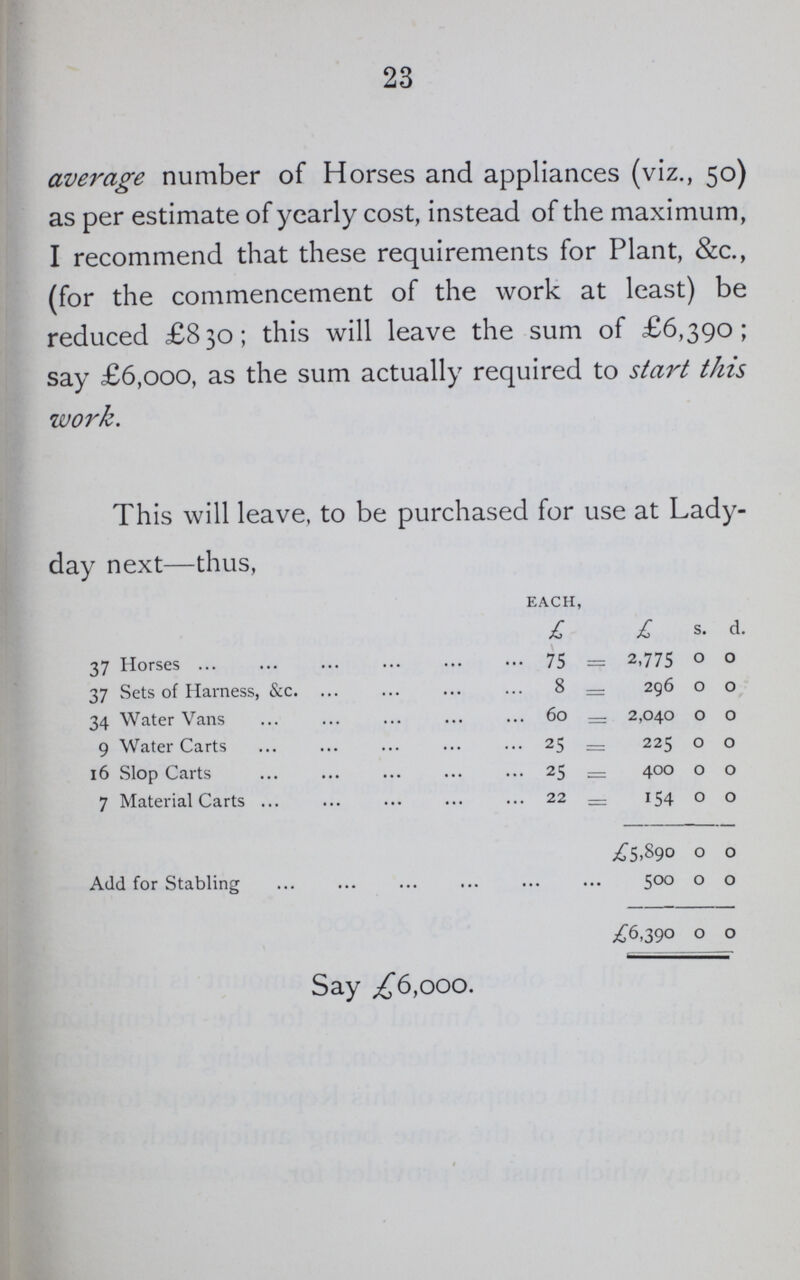 23
average number of Horses and appliances (viz., 50)
as per estimate of yearly cost, instead of the maximum,
I recommend that these requirements for Plant, &c.,
(for the commencement of the work at least) be
reduced £830; this will leave the sum of £6,390;
say £6,000, as the sum actually required to start this
work.
This will leave, to be purchased for use at Lady-
day next—thus,
EACH,
£ £ s. d.
37 Horses ... ... ... ... ... ... 75 = 2,775 0 0
37 Sets of Harness, &c. ... ... ... ... 8 = 296 0 0
34 Water Vans ... ... ... ... ... 60 = 2,040 0 0
9 Water Carts ... ... ... ... ... 25 = 225 0 0
16 Slop Carts ... ... ... ... ... 25 = 400 0 0
7 Material Carts ... ... ... ... ... 22 = 154 0 0
£5,890 0 0
Add for Stabling ... ... ... ... ... ... 500 0 0
£6,390 0 0
Say £6,000.